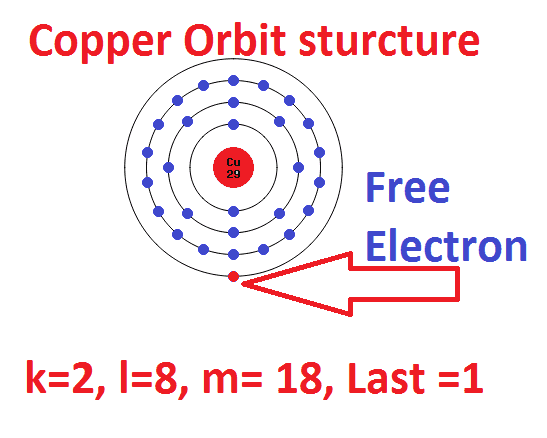 Copper Orbit sturcture
Cu
29
Free
Electron
k=2, l=8, m= 18, Last =1